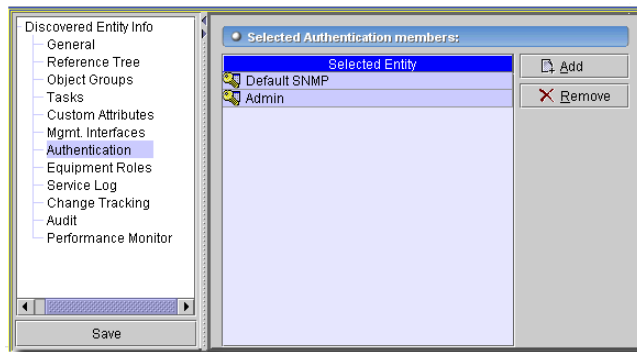 Discovered Entity Info
General
Reference Tree
Object Groups
Tasks
Custom Attributes
Mgmt. Interfaces
Authentication
Equipment Roles
Service Log
Change Tracking
Audit
Performance Monitor
Save
Selected Authentication members:
Selected Entity
Default SNMP
Admin
Add
Remove